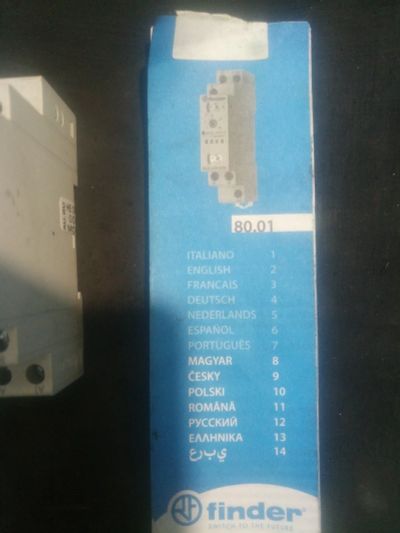 finder
80.01
ITALIANO 1
ENGLISH 2
FRANCAIS 3
DEUTSCH 4
NEDERLANDS 5
ESPAÑOL 6
PORTUGUÊS 7
MAGYAR 8
ČESKY 9
POLSKI 10
ROMÂNĂ 11
РУССКИЙ 12
ΕΛΛΗΝΙΚΑ 13
عربي 14
finder
SWITCH TO THE FUTURE